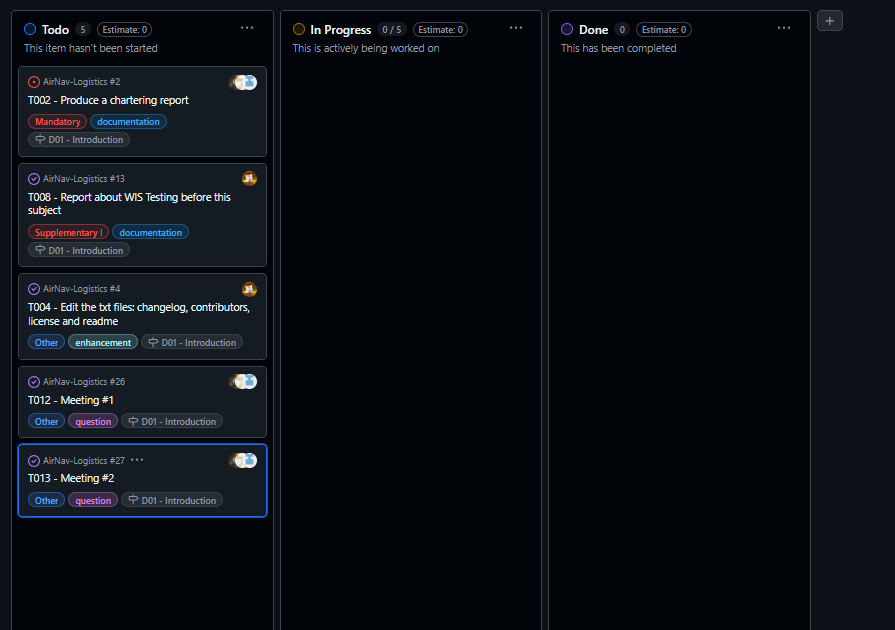 Todo 5 Estimate: 0
This item hasn't been started
AirNav-Logistics #2
T002 - Produce a chartering report
Mandatory documentation
D01 - Introduction
AirNav-Logistics #13
T008 - Report about WIS Testing before this
subject
Supplementary I documentation
D01 - Introduction
AirNav-Logistics #4
T004 - Edit the txt files: changelog, contributors,
license and readme
Other enhancement D01 - Introduction
AirNav-Logistics #26
T012 - Meeting #1
Other question D01 - Introduction
AirNav-Logistics #27
T013 - Meeting #2
Other question D01 - Introduction
In Progress 0 / 5 Estimate: 0
This is actively being worked on
Done 0 Estimate: 0
This has been completed